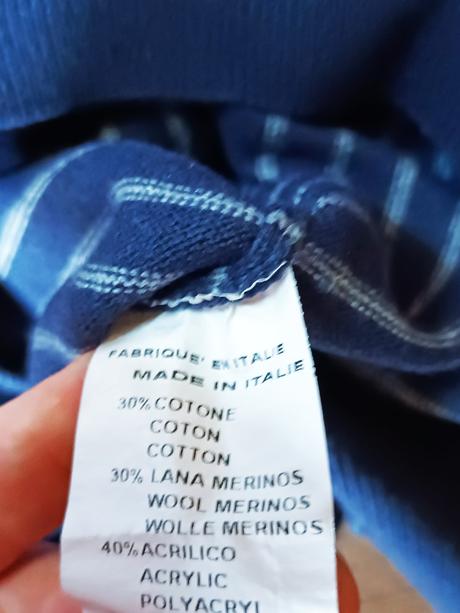 FABRIQUE' EN ITALIE
MADE IN ITALIE
30% COTONE
COTON
COTTON
30% LANA MERINOS
WOOL MERINOS
WOLLE MERINOS
40% ACRILICO
ACRYLIC
POLYACRYL